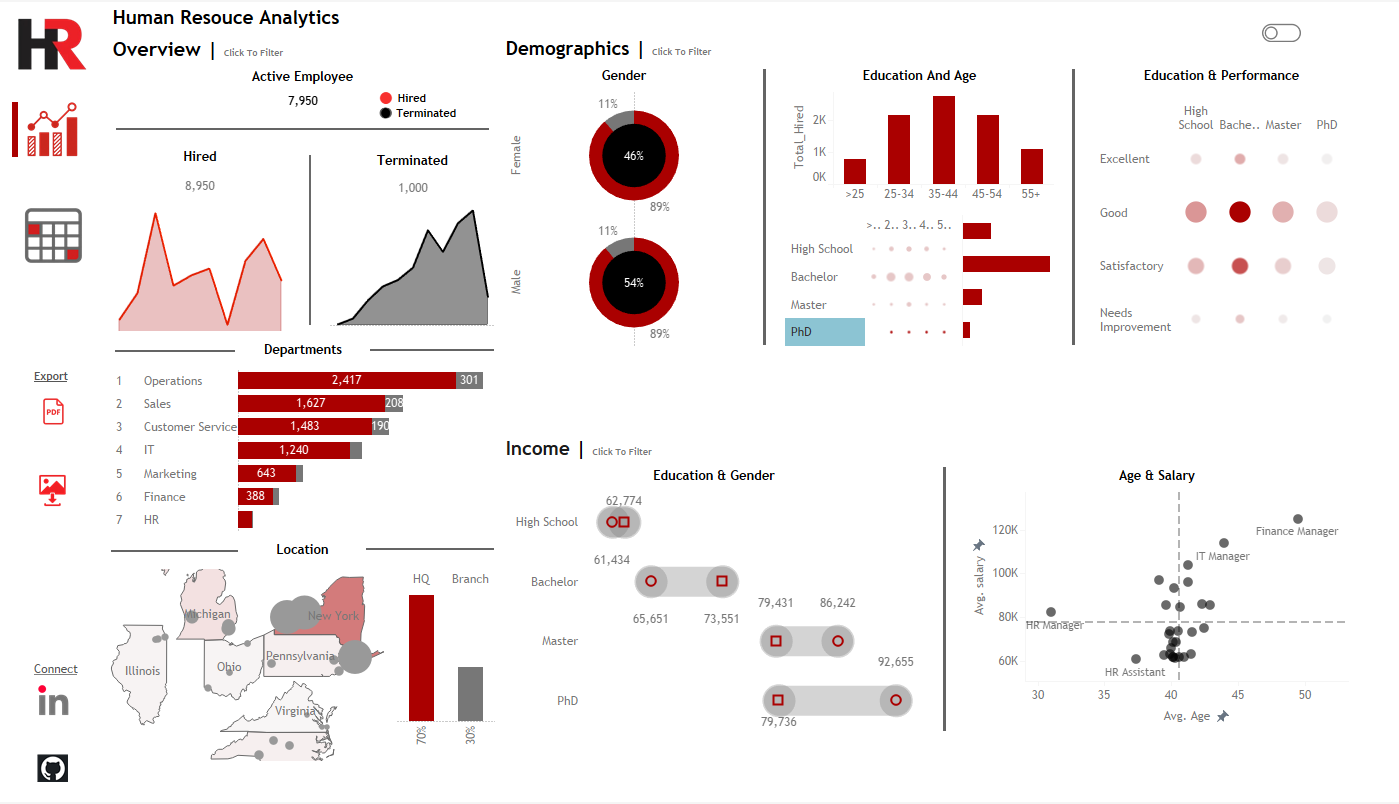 HR
Human Resouce Analytics
Overview | Click To Filter
Active Employee
7,950
Hired
Terminated
Hired
8,950
Terminated
1,000
Departments
1 Operations 2,417 301
2 Sales 1,627 208
3 Customer Service 1,483 190
4 IT 1,240
5 Marketing 643
6 Finance 388
7 HR
Location
Michigan
New York
Illinois
Ohio
Pennsylvania
Virginia
HQ Branch
70% 30%
Export
PDF
Connect
in
Demographics | Click To Filter
Gender
Female
11%
46%
89%
Male
11%
54%
89%
Education And Age
Total_Hired
2K
1K
0K
>25 25-34 35-44 45-54 55+
>.. 2.. 3.. 4.. 5..
High School
Bachelor
Master
PhD
Education & Performance
High School Bache.. Master PhD
Excellent
Good
Satisfactory
Needs
Improvement
Income | Click To Filter
Education & Gender
62,774
High School
61,434
Bachelor
65,651 73,551
79,431 86,242
Master
92,655
PhD
79,736
Age & Salary
Avg. salary
120K
100K
80K
60K
Finance Manager
IT Manager
HR Manager
HR Assistant
30 35 40 45 50
Avg. Age